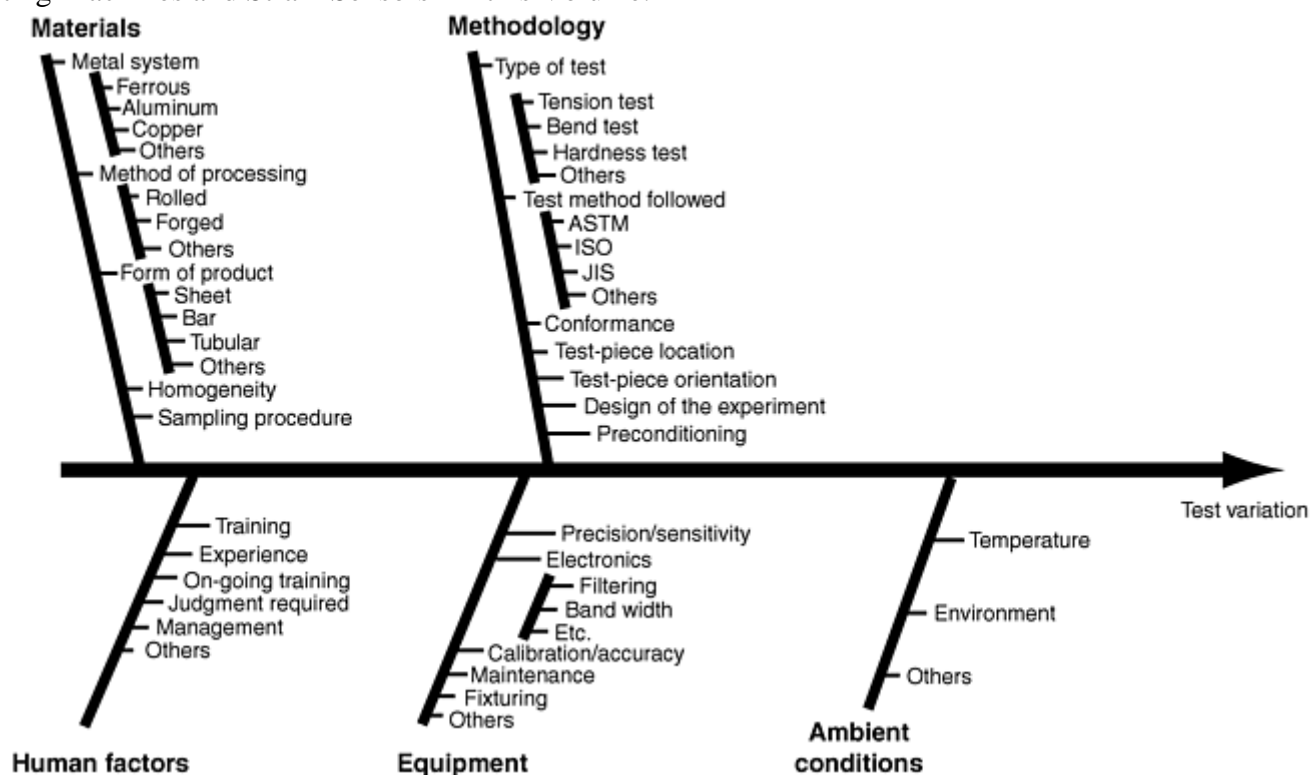 Materials
Metal system
Ferrous
Aluminum
Copper
Others
Method of processing
Rolled
Forged
Others
Form of product
Sheet
Bar
Tubular
Others
Homogeneity
Sampling procedure
Methodology
Type of test
Tension test
Bend test
Hardness test
Others
Test method followed
ASTM
ISO
JIS
Others
Conformance
Test-piece location
Test-piece orientation
Design of the experiment
Preconditioning
Test variation
Training
Experience
On-going training
Judgment required
Management
Others
Human factors
Precision/sensitivity
Electronics
Filtering
Band width
Etc.
Calibration/accuracy
Maintenance
Fixturing
Others
Equipment
Temperature
Environment
Others
Ambient
conditions